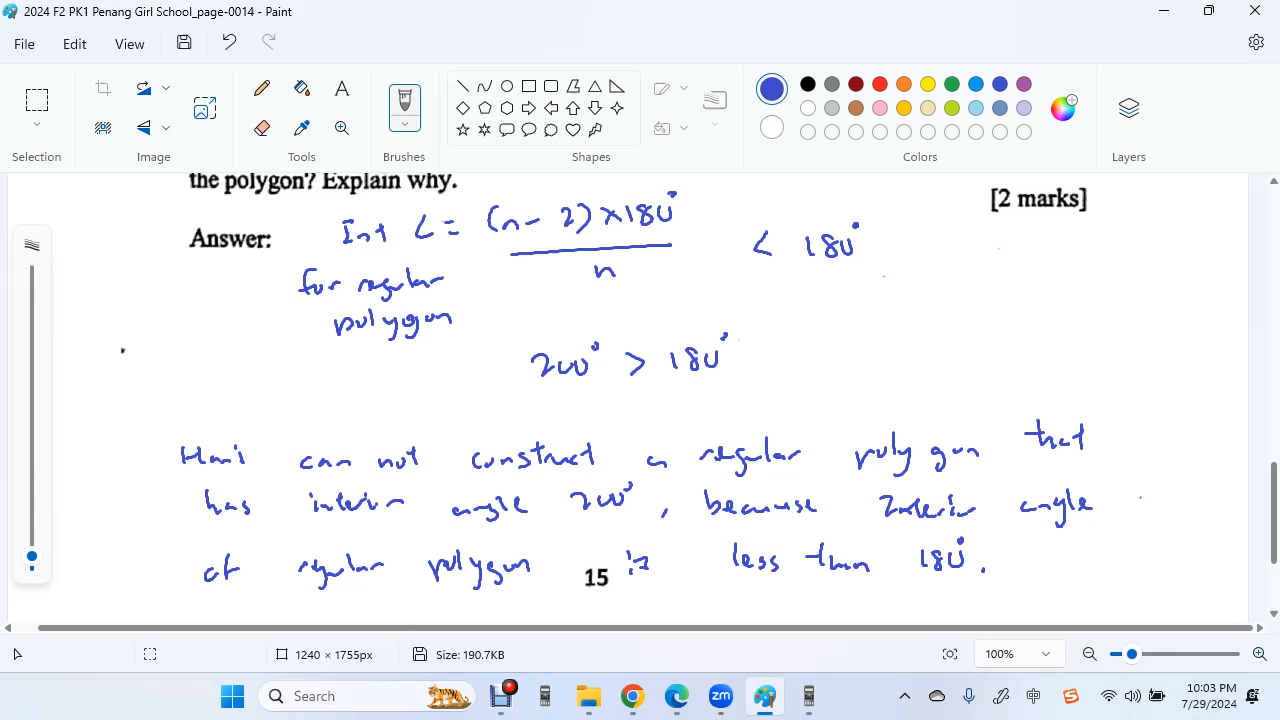 2024 F2 PK1 Penang Girl School_page-0014 - Paint
File Edit View
Selection Image Tools Brushes Shapes Colors Layers
the polygon? Explain why.
[2 marks]
Answer: Int ∠ = (n - 2) × 180° < 180°
n
for regular
polygon
200° > 180°
Hani can not construct a regular polygon that
has interior angle 200°, because Interior angle
of regular polygon is less than 180°.
15
1240 × 1755px Size: 190.7KB 100%
Search
zm
中
10:03 PM
7/29/2024